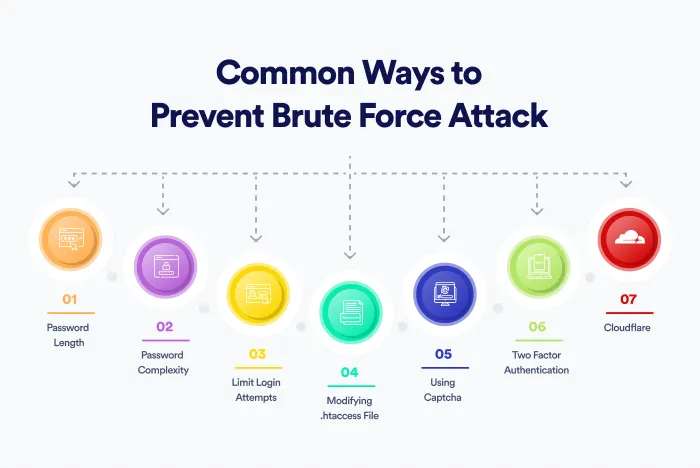 Common Ways to
Prevent Brute Force Attack
01
Password
Length
02
Password
Complexity
03
Limit Login
Attempts
04
Modifying
.htaccess File
05
Using
Captcha
06
Two Factor
Authentication
07
Cloudflare